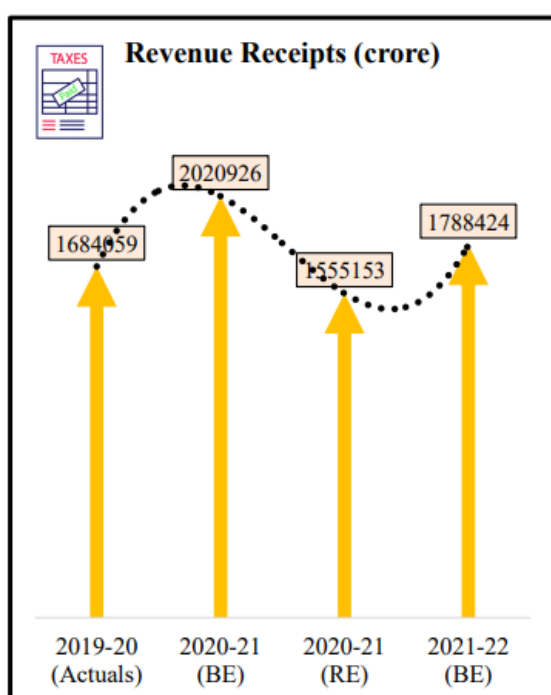 TAXES
Paid
Revenue Receipts (crore)
2020926
1684059
1788424
1555153
2019-20 2020-21 2020-21 2021-22
(Actuals) (BE) (RE) (BE)